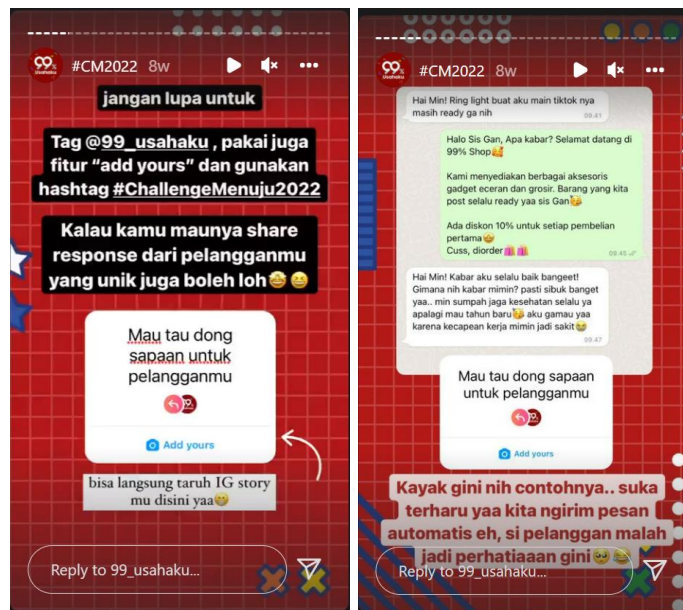 99%
Usahaku
#CM2022 8w
jangan lupa untuk
Tag @99_usahaku , pakai juga
fitur “add yours” dan gunakan
hashtag #ChallengeMenuju2022
Kalau kamu maunya share
response dari pelangganmu
yang unik juga boleh loh🤩😆
Mau tau dong
sapaan untuk
pelangganmu
Add yours
bisa langsung taruh IG story
mu disini yaa😁
Reply to 99_usahaku...
99%
Usahaku
#CM2022 8w
Hai Min! Ring light buat aku main tiktok nya
masih ready ga nih
09.41
Halo Sis Gan, Apa kabar? Selamat datang di
99% Shop🥰
Kami menyediakan berbagai aksesoris
gadget eceran dan grosir. Barang yang kita
post selalu ready yaa sis Gan🥳
Ada diskon 10% untuk setiap pembelian
pertama🤩
Cuss, diorder🛍️🛍️
09.45
Hai Min! Kabar aku selalu baik bangeet!
Gimana nih kabar mimin? pasti sibuk banget
yaa.. min sumpah jaga kesehatan selalu ya
apalagi mau tahun baru🥳 aku gamau yaa
karena kecapean kerja mimin jadi sakit😭
09.47
Mau tau dong sapaan
untuk pelangganmu
Add yours
Kayak gini nih contohnya.. suka
terharu yaa kita ngirim pesan
automatis eh, si pelanggan malah
jadi perhatiaaan gini🥺😂
Reply to 99_usahaku...